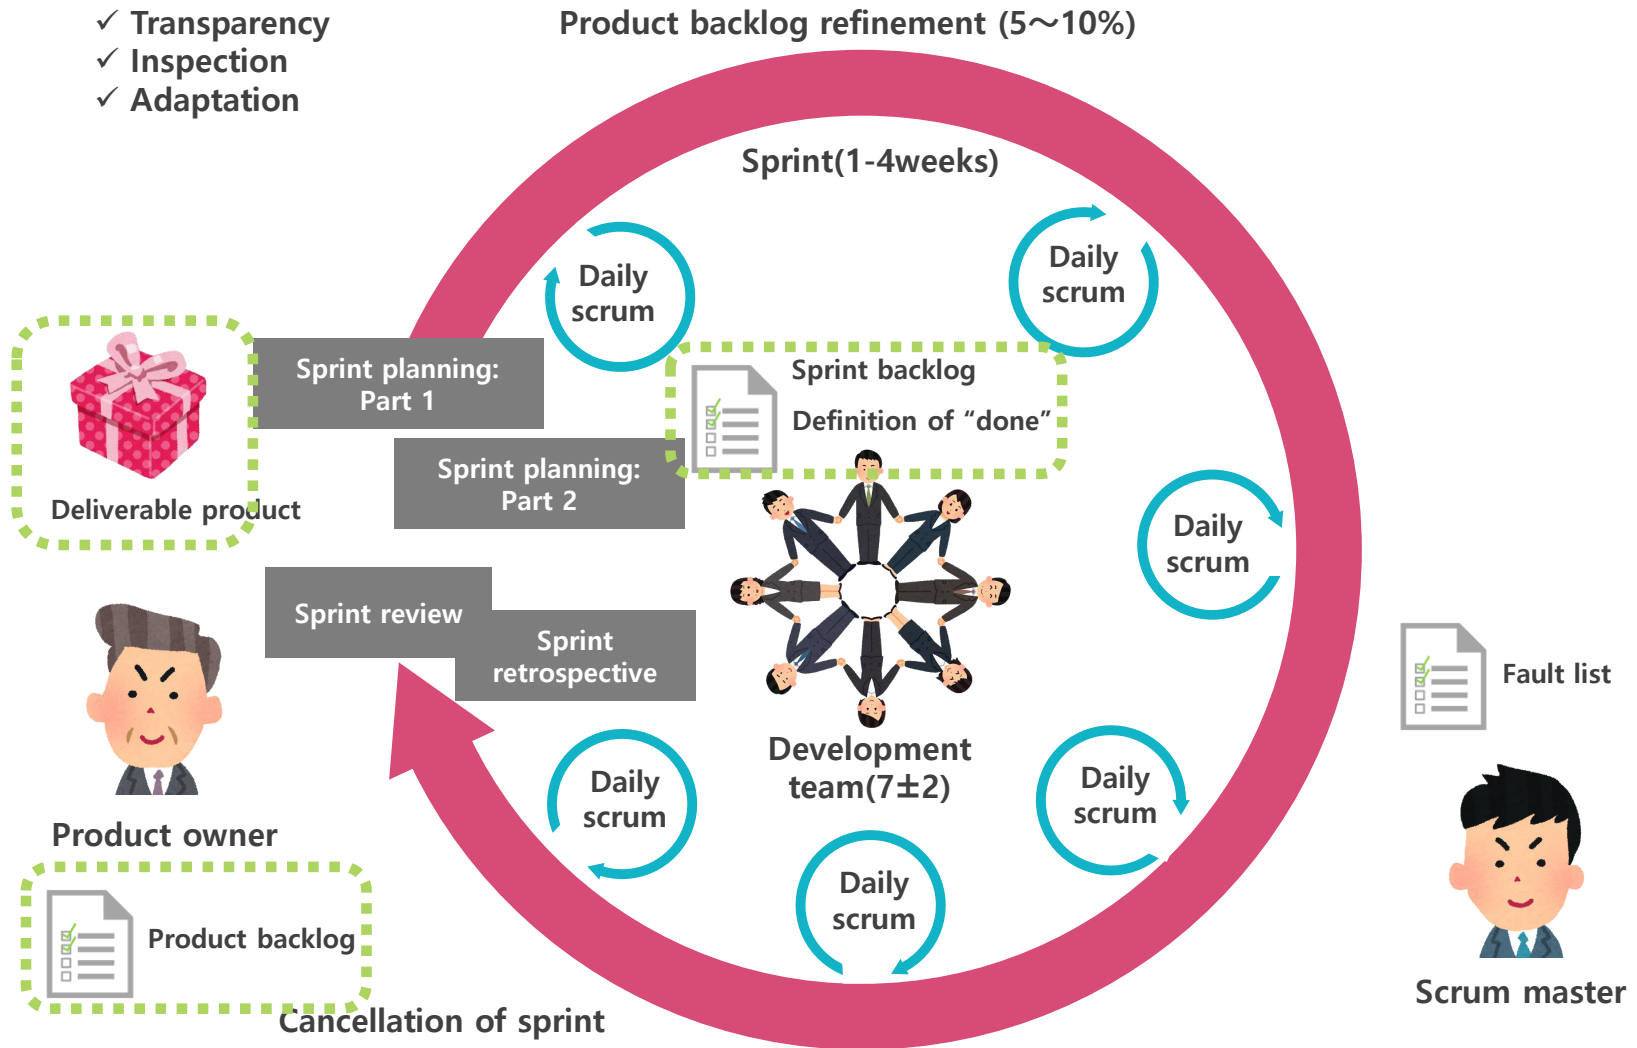 ✓ Transparency
✓ Inspection
✓ Adaptation
Product backlog refinement (5～10%)
Sprint(1-4weeks)
Daily
scrum
Daily
scrum
Sprint planning:
Part 1
Sprint backlog
Definition of “done”
Sprint planning:
Part 2
Deliverable product
Daily
scrum
Sprint review
Sprint
retrospective
Fault list
Development
team(7±2)
Daily
scrum
Daily
scrum
Product owner
Daily
scrum
Product backlog
Scrum master
Cancellation of sprint